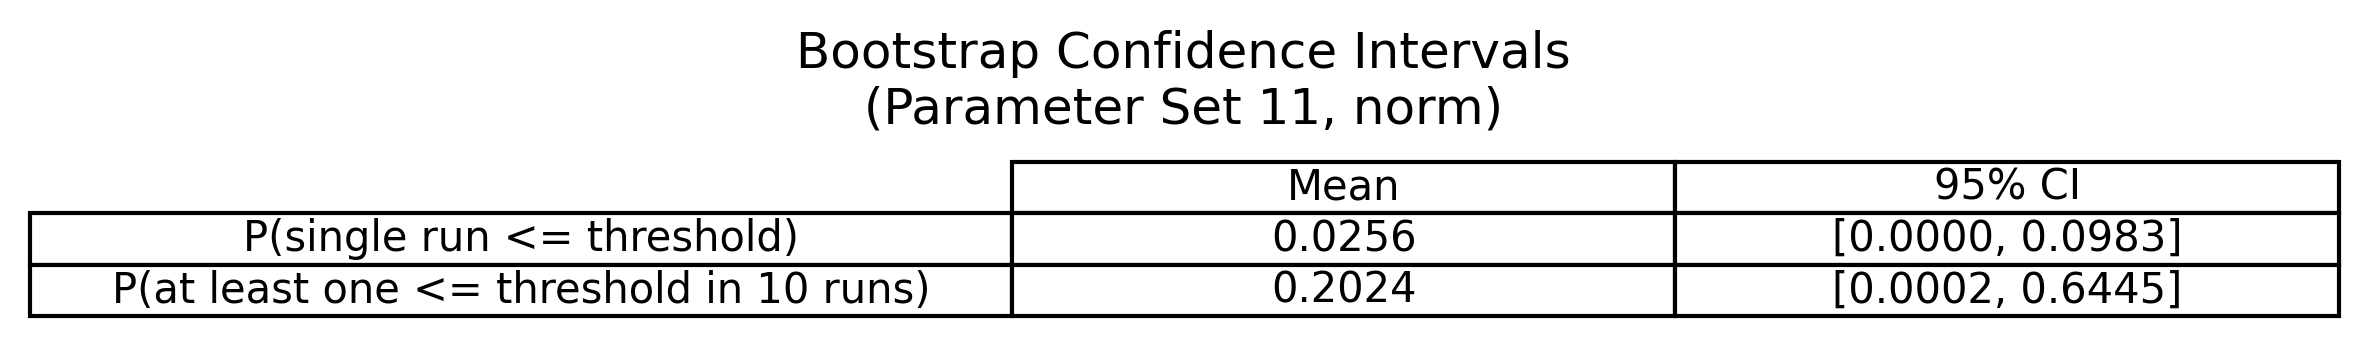 Bootstrap Confidence Intervals
(Parameter Set 11, norm)
Mean 95% CI
P(single run <= threshold) 0.0256 [0.0000, 0.0983]
P(at least one <= threshold in 10 runs) 0.2024 [0.0002, 0.6445]